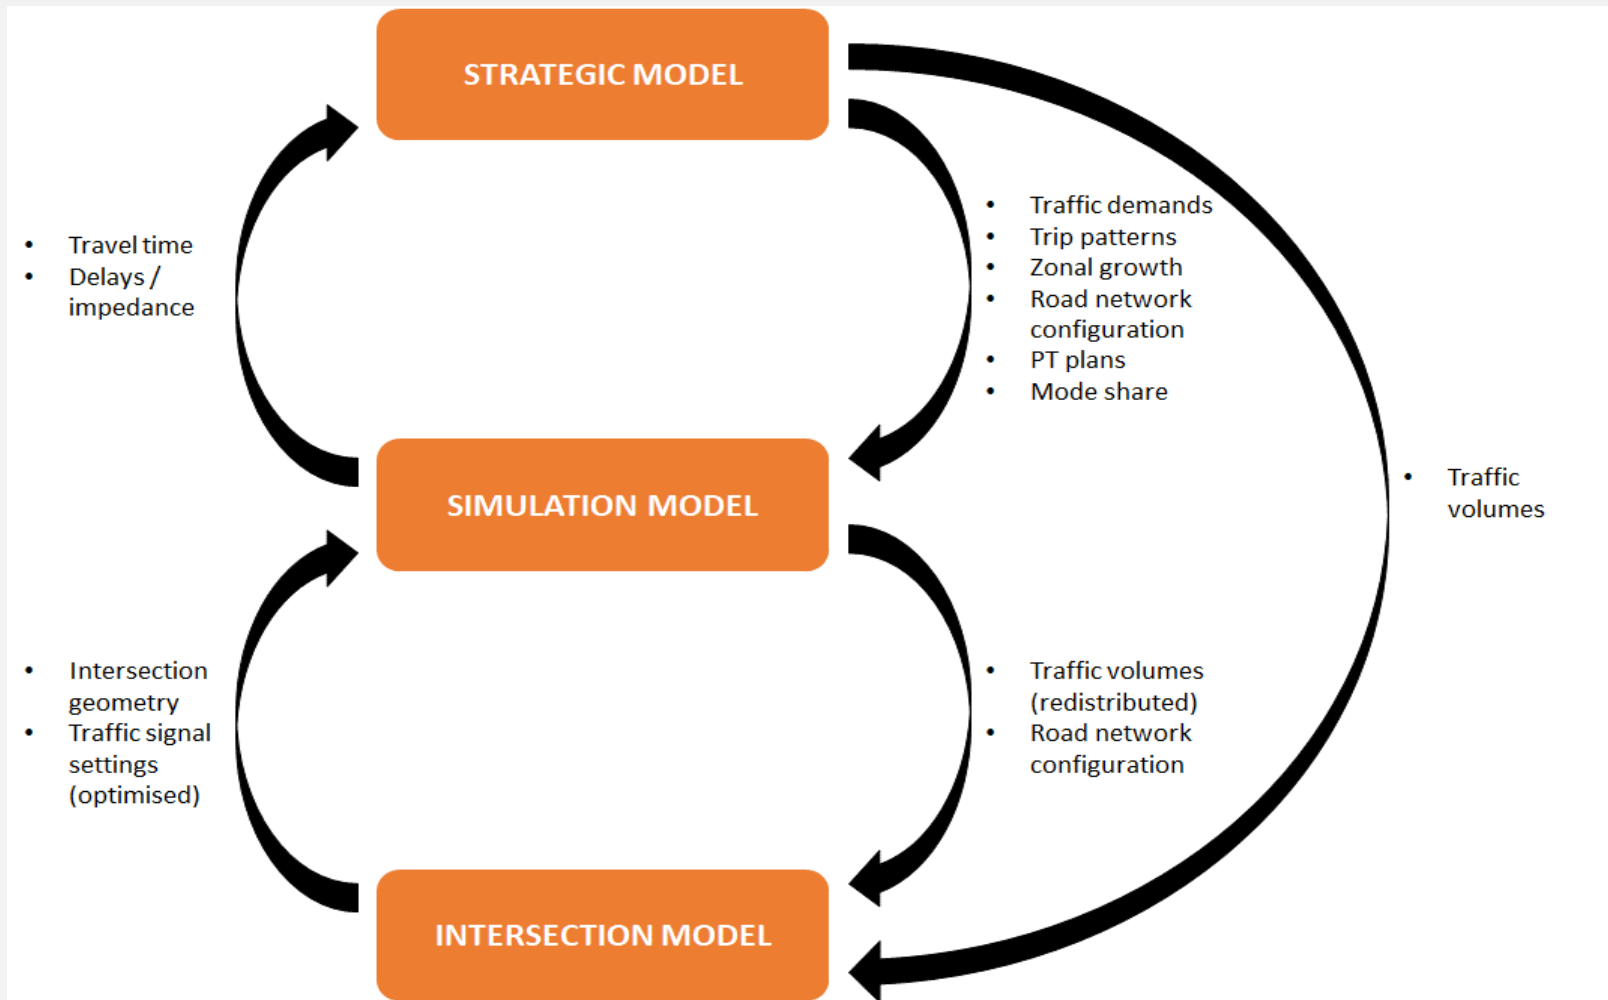 STRATEGIC MODEL
• Travel time
• Delays /
impedance
• Traffic demands
• Trip patterns
• Zonal growth
• Road network
configuration
• PT plans
• Mode share
• Traffic
volumes
SIMULATION MODEL
• Intersection
geometry
• Traffic signal
settings
(optimised)
• Traffic volumes
(redistributed)
• Road network
configuration
INTERSECTION MODEL